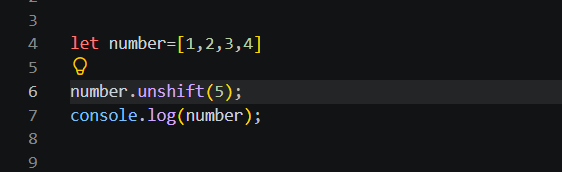 3
4 let number=[1,2,3,4]
5
6 number.unshift(5);
7 console.log(number);
8
9